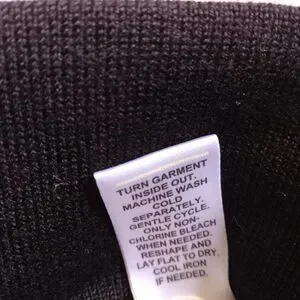 TURN GARMENT
INSIDE OUT.
MACHINE WASH
COLD
SEPARATELY.
GENTLE CYCLE.
ONLY NON-
CHLORINE BLEACH
WHEN NEEDED.
RESHAPE AND
LAY FLAT TO DRY.
COOL IRON
IF NEEDED.